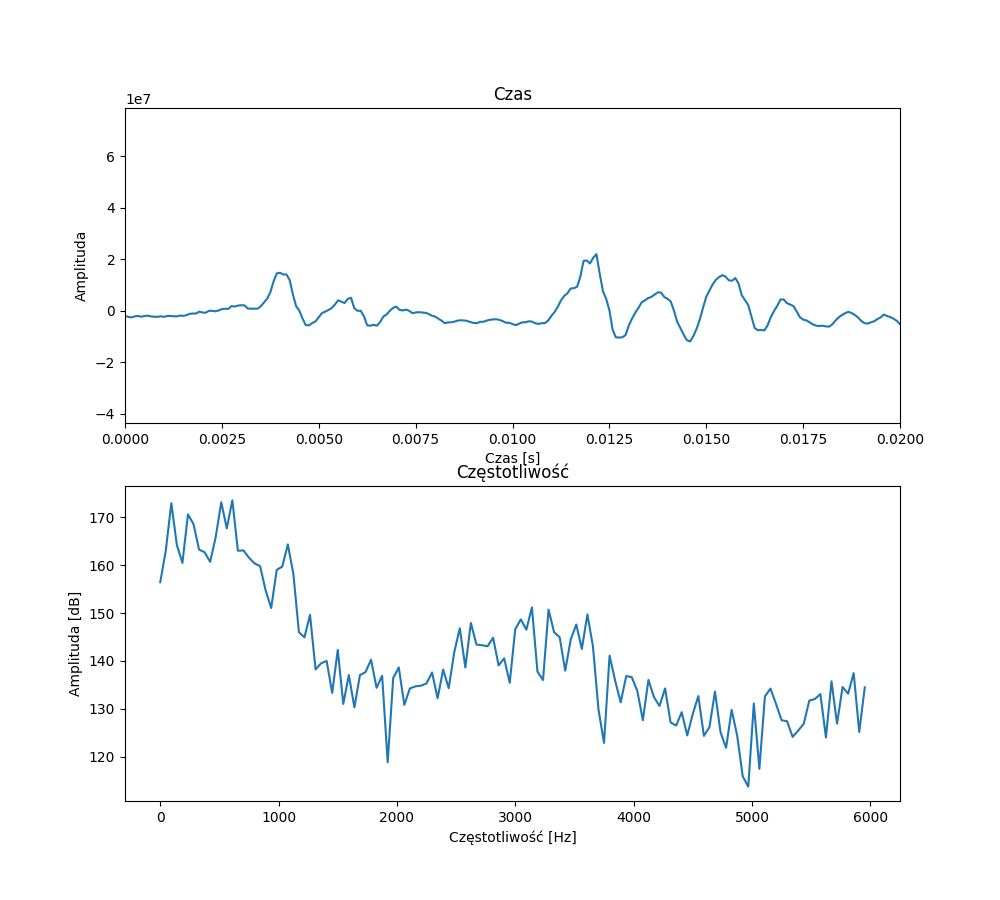 Czas
1e7
6
4
2
0
−2
−4
Amplituda
0.0000 0.0025 0.0050 0.0075 0.0100 0.0125 0.0150 0.0175 0.0200
Czas [s]
Częstotliwość
170
160
150
140
130
120
Amplituda [dB]
0 1000 2000 3000 4000 5000 6000
Częstotliwość [Hz]